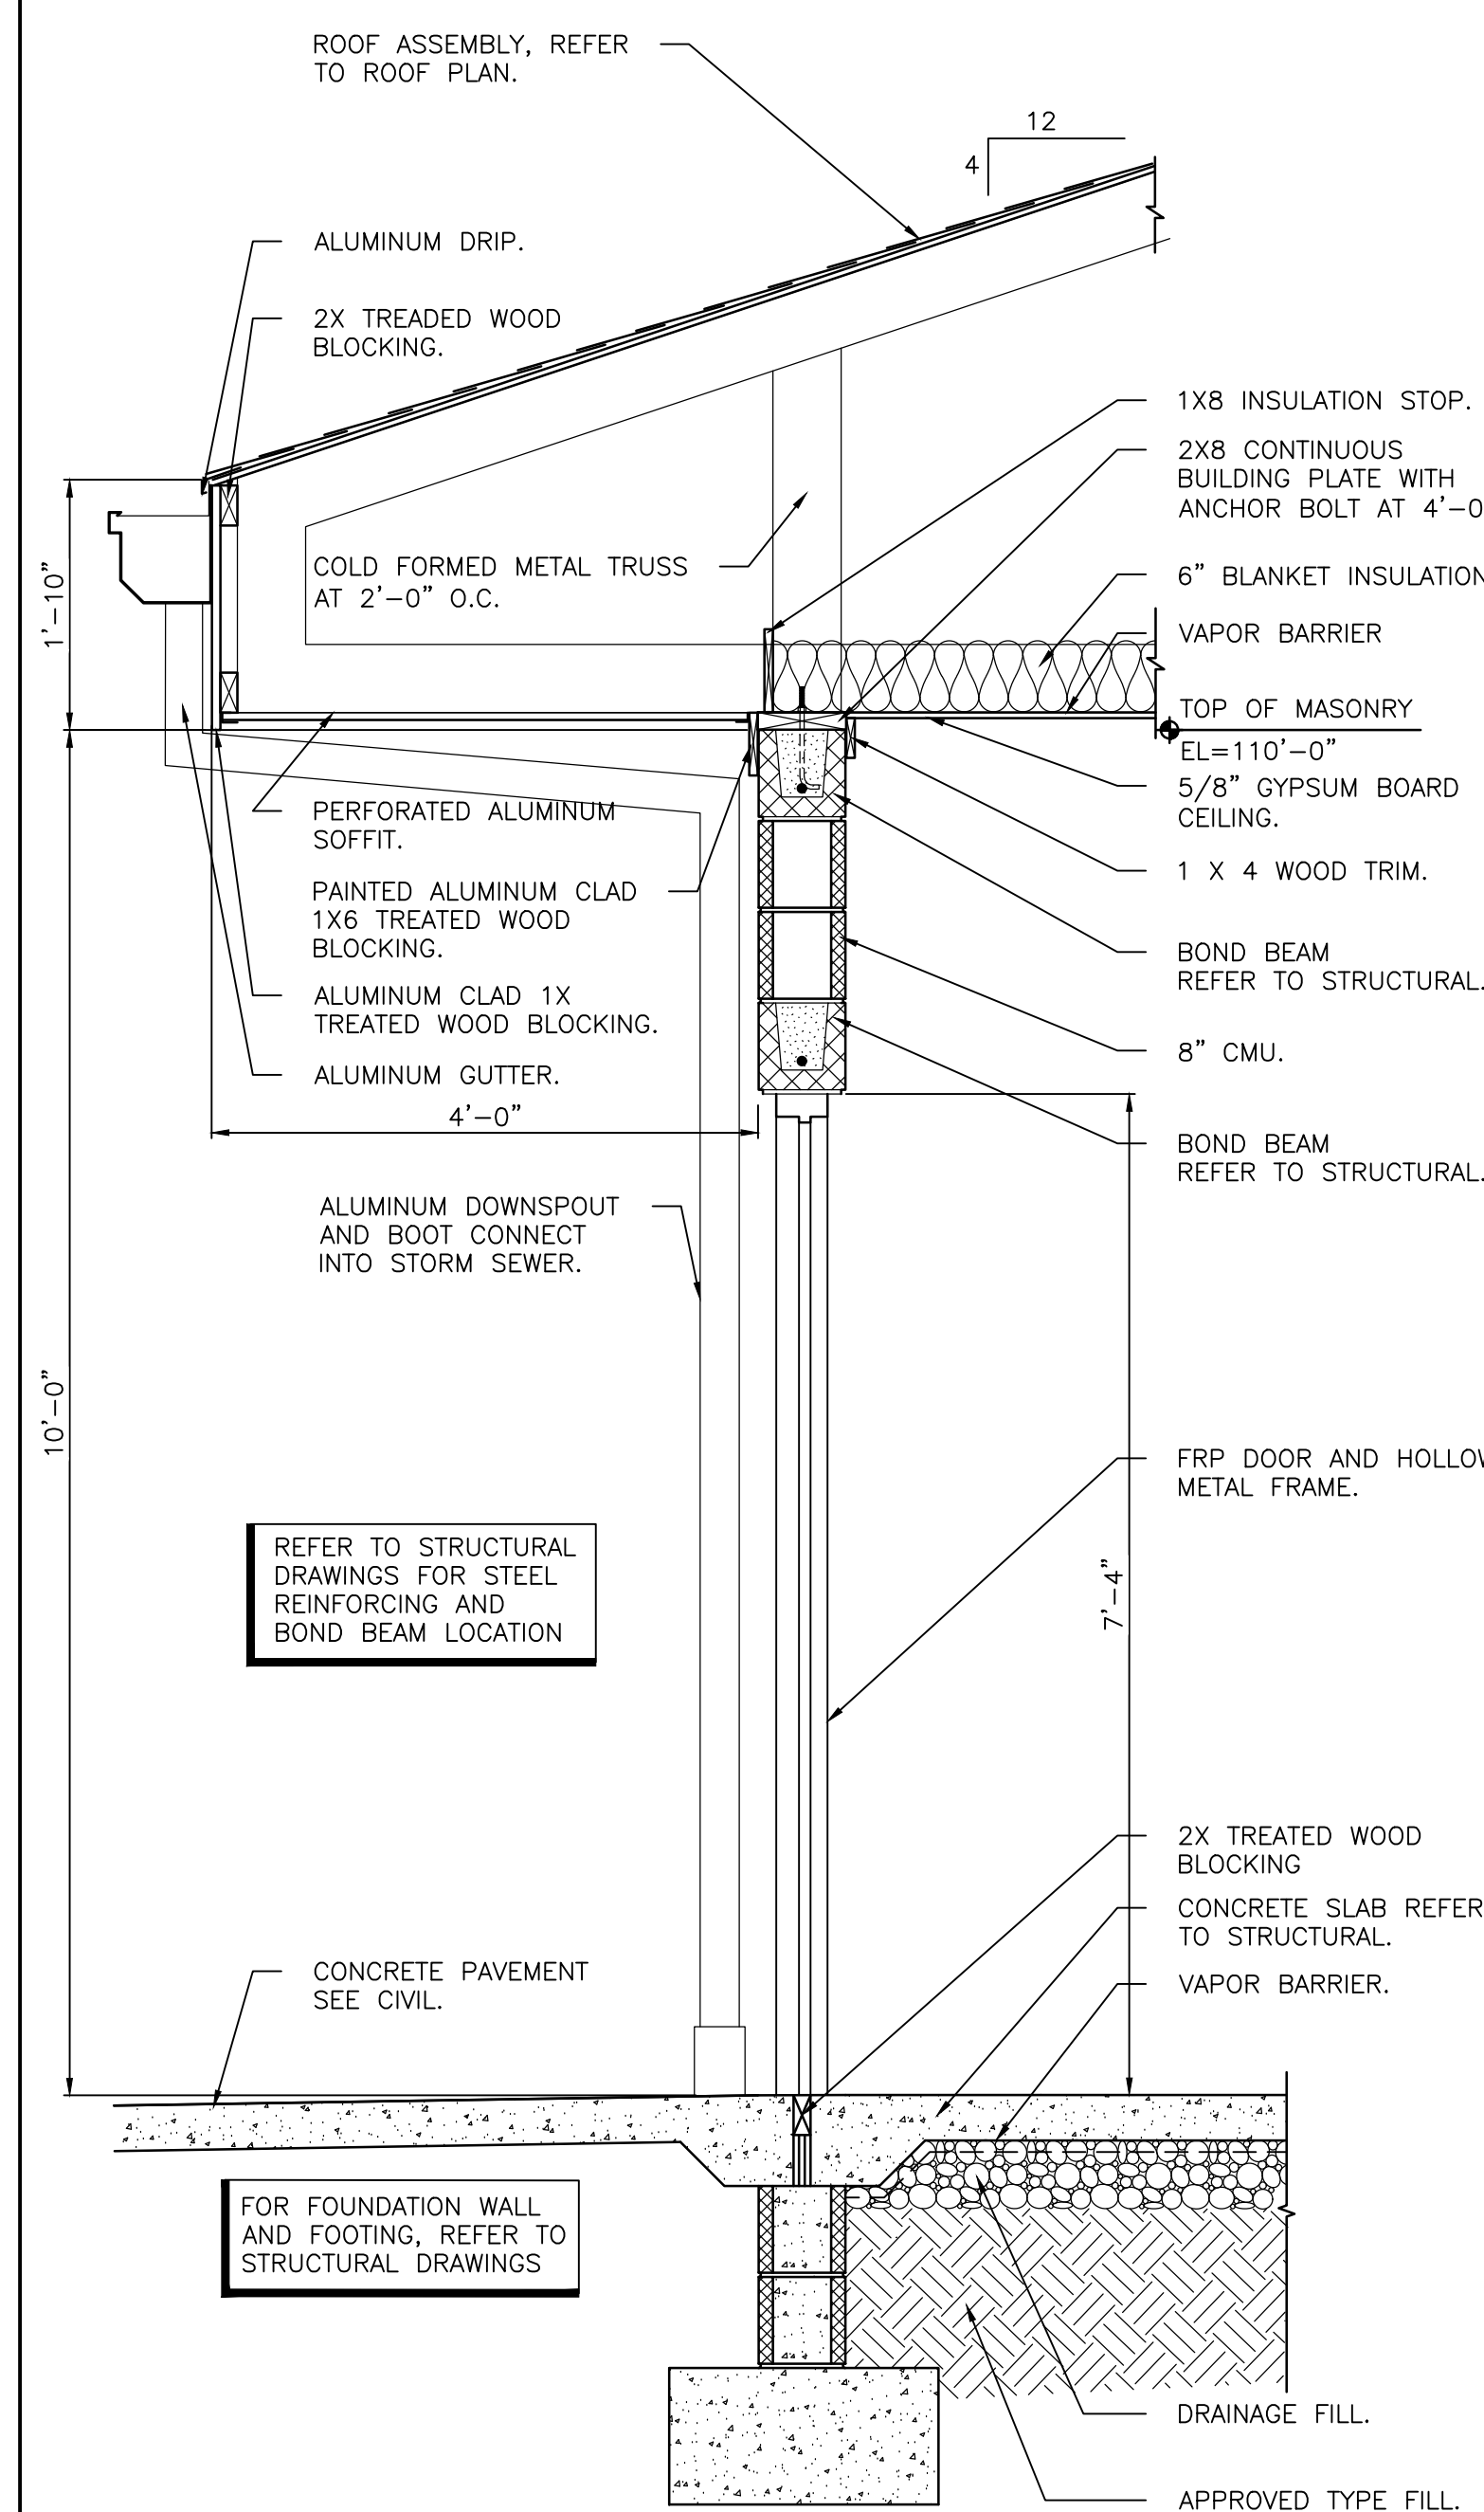 ROOF ASSEMBLY, REFER
TO ROOF PLAN.
12
4
ALUMINUM DRIP.
2X TREADED WOOD
BLOCKING.
1X8 INSULATION STOP.
2X8 CONTINUOUS
BUILDING PLATE WITH
ANCHOR BOLT AT 4'-0
COLD FORMED METAL TRUSS
AT 2'-0" O.C.
6" BLANKET INSULATION
VAPOR BARRIER
1'-10"
TOP OF MASONRY
EL=110'-0"
5/8" GYPSUM BOARD
CEILING.
PERFORATED ALUMINUM
SOFFIT.
1 X 4 WOOD TRIM.
PAINTED ALUMINUM CLAD
1X6 TREATED WOOD
BLOCKING.
BOND BEAM
REFER TO STRUCTURAL.
ALUMINUM CLAD 1X
TREATED WOOD BLOCKING.
8" CMU.
ALUMINUM GUTTER.
4'-0"
BOND BEAM
REFER TO STRUCTURAL.
ALUMINUM DOWNSPOUT
AND BOOT CONNECT
INTO STORM SEWER.
10'-0"
FRP DOOR AND HOLLOW
METAL FRAME.
REFER TO STRUCTURAL
DRAWINGS FOR STEEL
REINFORCING AND
BOND BEAM LOCATION
7'-4"
2X TREATED WOOD
BLOCKING
CONCRETE SLAB REFER
TO STRUCTURAL.
CONCRETE PAVEMENT
SEE CIVIL.
VAPOR BARRIER.
FOR FOUNDATION WALL
AND FOOTING, REFER TO
STRUCTURAL DRAWINGS
DRAINAGE FILL.
APPROVED TYPE FILL.